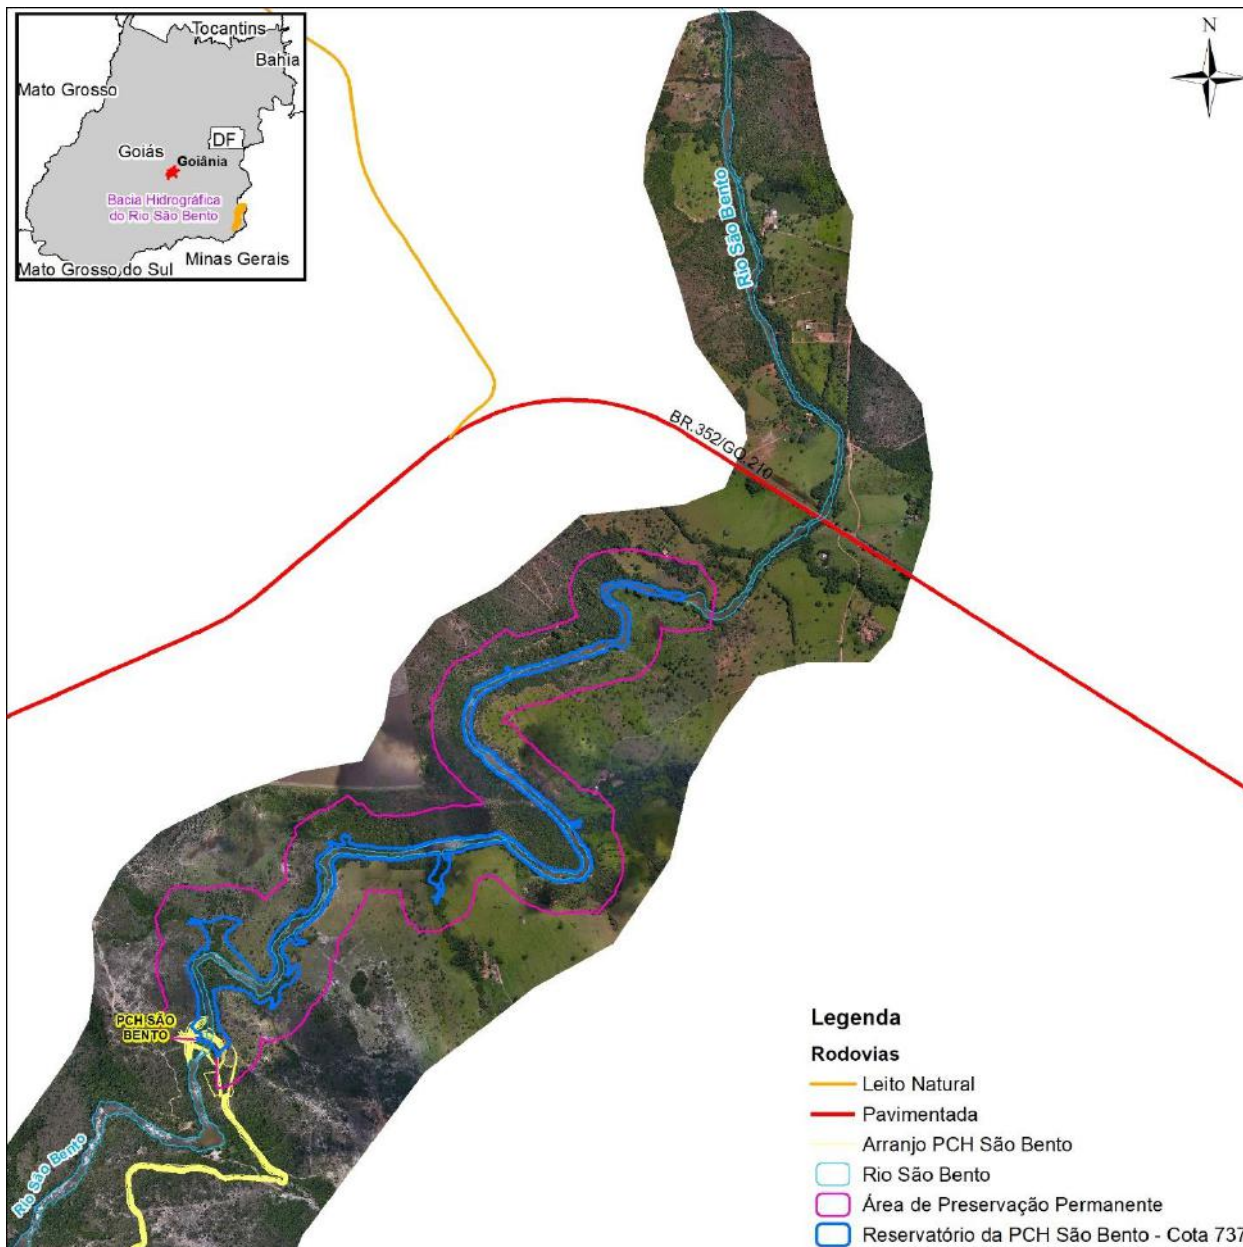 Tocantins
Bahia
Mato Grosso
DF
Goiás
Goiânia
Bacia Hidrográfica
do Rio São Bento
Minas Gerais
Mato Grosso do Sul
N
Rio São Bento
BR.352/GO.210
PCH SÃO
BENTO
Rio São Bento
Legenda
Rodovias
Leito Natural
Pavimentada
Arranjo PCH São Bento
Rio São Bento
Área de Preservação Permanente
Reservatório da PCH São Bento - Cota 737